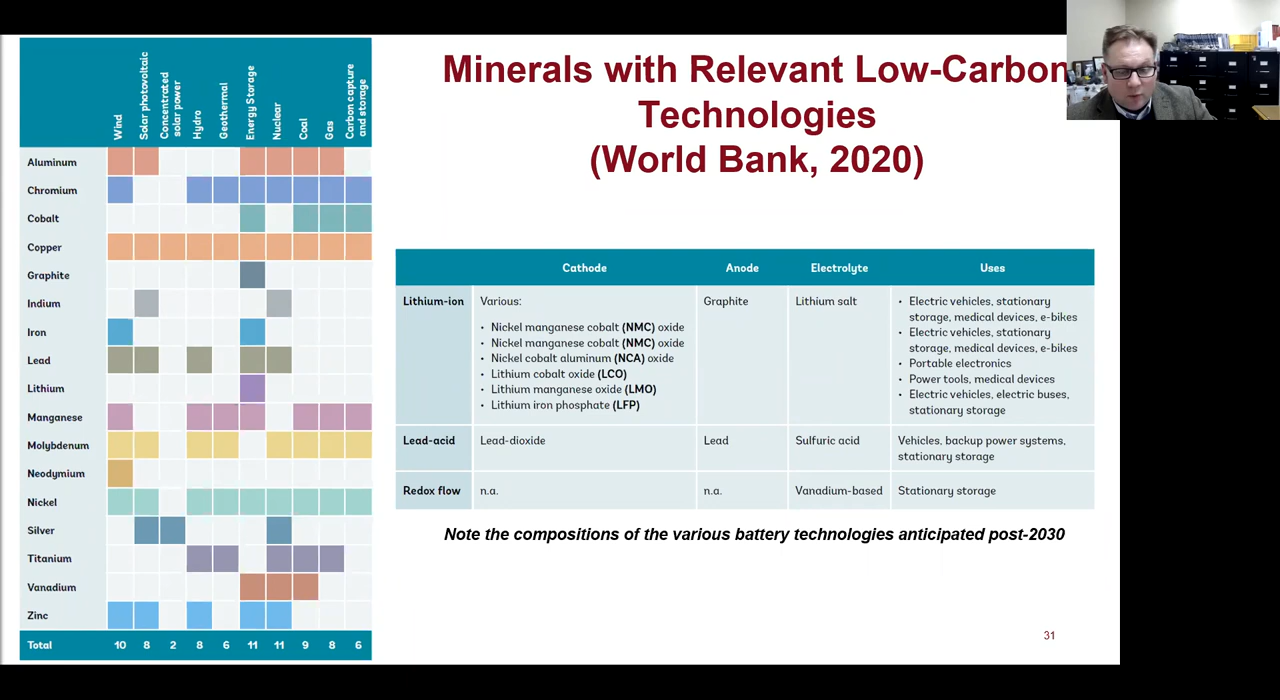 Minerals with Relevant Low-Carbon
Technologies
(World Bank, 2020)
Wind
Solar photovoltaic
Concentrated
solar power
Hydro
Geothermal
Energy Storage
Nuclear
Coal
Gas
Carbon capture
and storage
Aluminum
Chromium
Cobalt
Copper
Graphite
Indium
Iron
Lead
Lithium
Manganese
Molybdenum
Neodymium
Nickel
Silver
Titanium
Vanadium
Zinc
Total 10 8 2 8 6 11 11 9 8 6
Cathode Anode Electrolyte Uses
Lithium-ion Various: Graphite Lithium salt
• Nickel manganese cobalt (NMC) oxide
• Nickel manganese cobalt (NMC) oxide
• Nickel cobalt aluminum (NCA) oxide
• Lithium cobalt oxide (LCO)
• Lithium manganese oxide (LMO)
• Lithium iron phosphate (LFP)
• Electric vehicles, stationary
storage, medical devices, e-bikes
• Electric vehicles, stationary
storage, medical devices, e-bikes
• Portable electronics
• Power tools, medical devices
• Electric vehicles, electric buses,
stationary storage
Lead-acid Lead-dioxide Lead Sulfuric acid Vehicles, backup power systems,
stationary storage
Redox flow n.a. n.a. Vanadium-based Stationary storage
Note the compositions of the various battery technologies anticipated post-2030
31